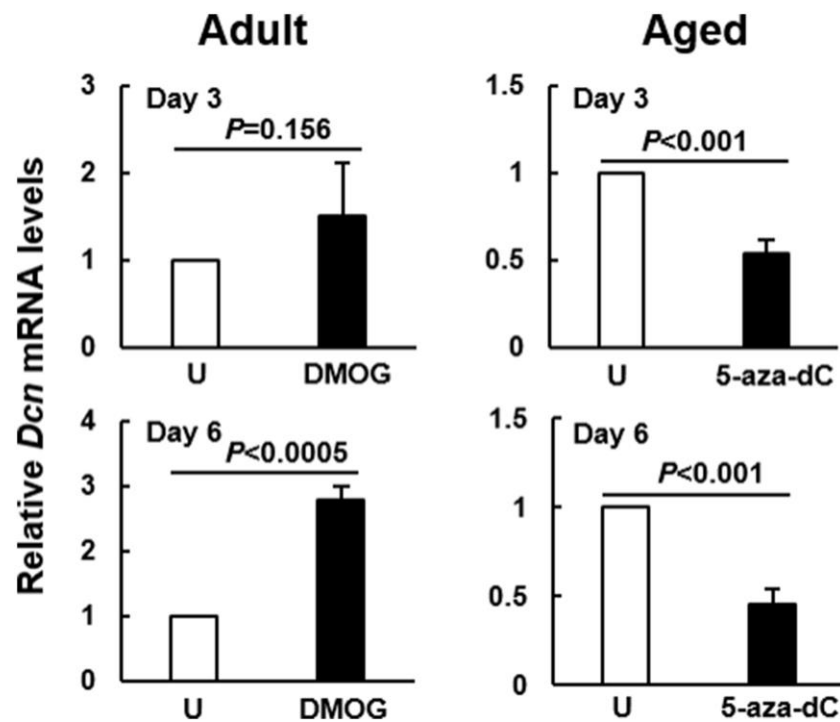 Adult
Aged
Relative Dcn mRNA levels
3
2
1
0
Day 3
P=0.156
U
DMOG
1.5
1
0.5
0
Day 3
P<0.001
U
5-aza-dC
4
3
2
1
0
Day 6
P<0.0005
U
DMOG
1.5
1
0.5
0
Day 6
P<0.001
U
5-aza-dC